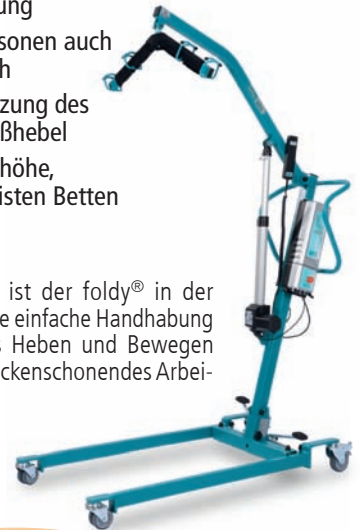 ung
sonen auch
h
zung des
ßhebel
höhe,
isten Betten
ist der foldy® in der
e einfache Handhabung
s Heben und Bewegen
ckenschonendes Arbei-